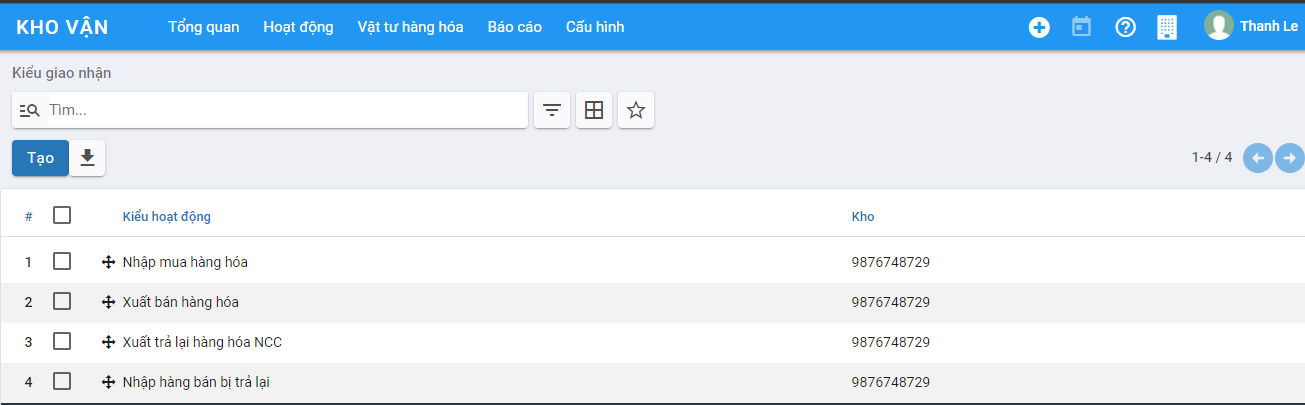 KHO VẬN Tổng quan Hoạt động Vật tư hàng hóa Báo cáo Cấu hình Thanh Le
Kiểu giao nhận
Tìm...
Tạo 1-4 / 4
# Kiểu hoạt động Kho
1 Nhập mua hàng hóa 9876748729
2 Xuất bán hàng hóa 9876748729
3 Xuất trả lại hàng hóa NCC 9876748729
4 Nhập hàng bán bị trả lại 9876748729